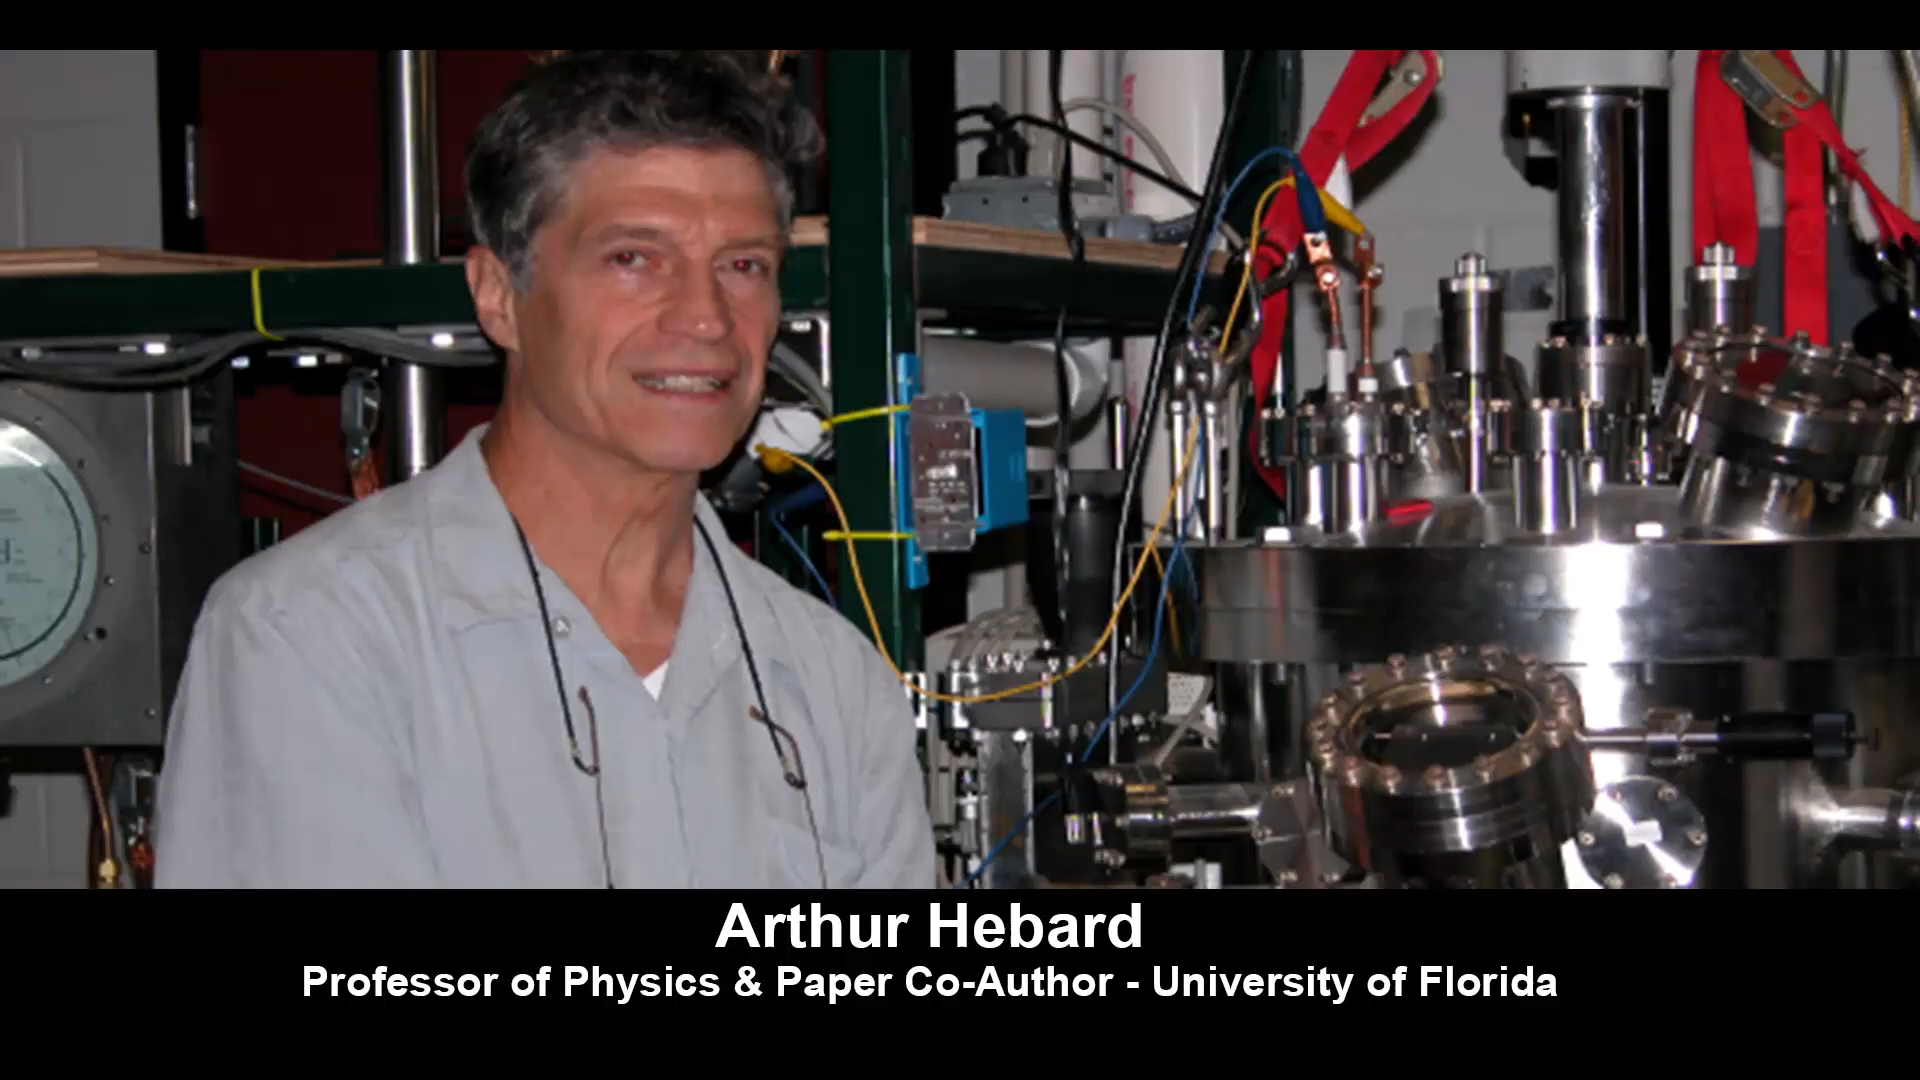 Arthur Hebard
Professor of Physics & Paper Co-Author - University of Florida